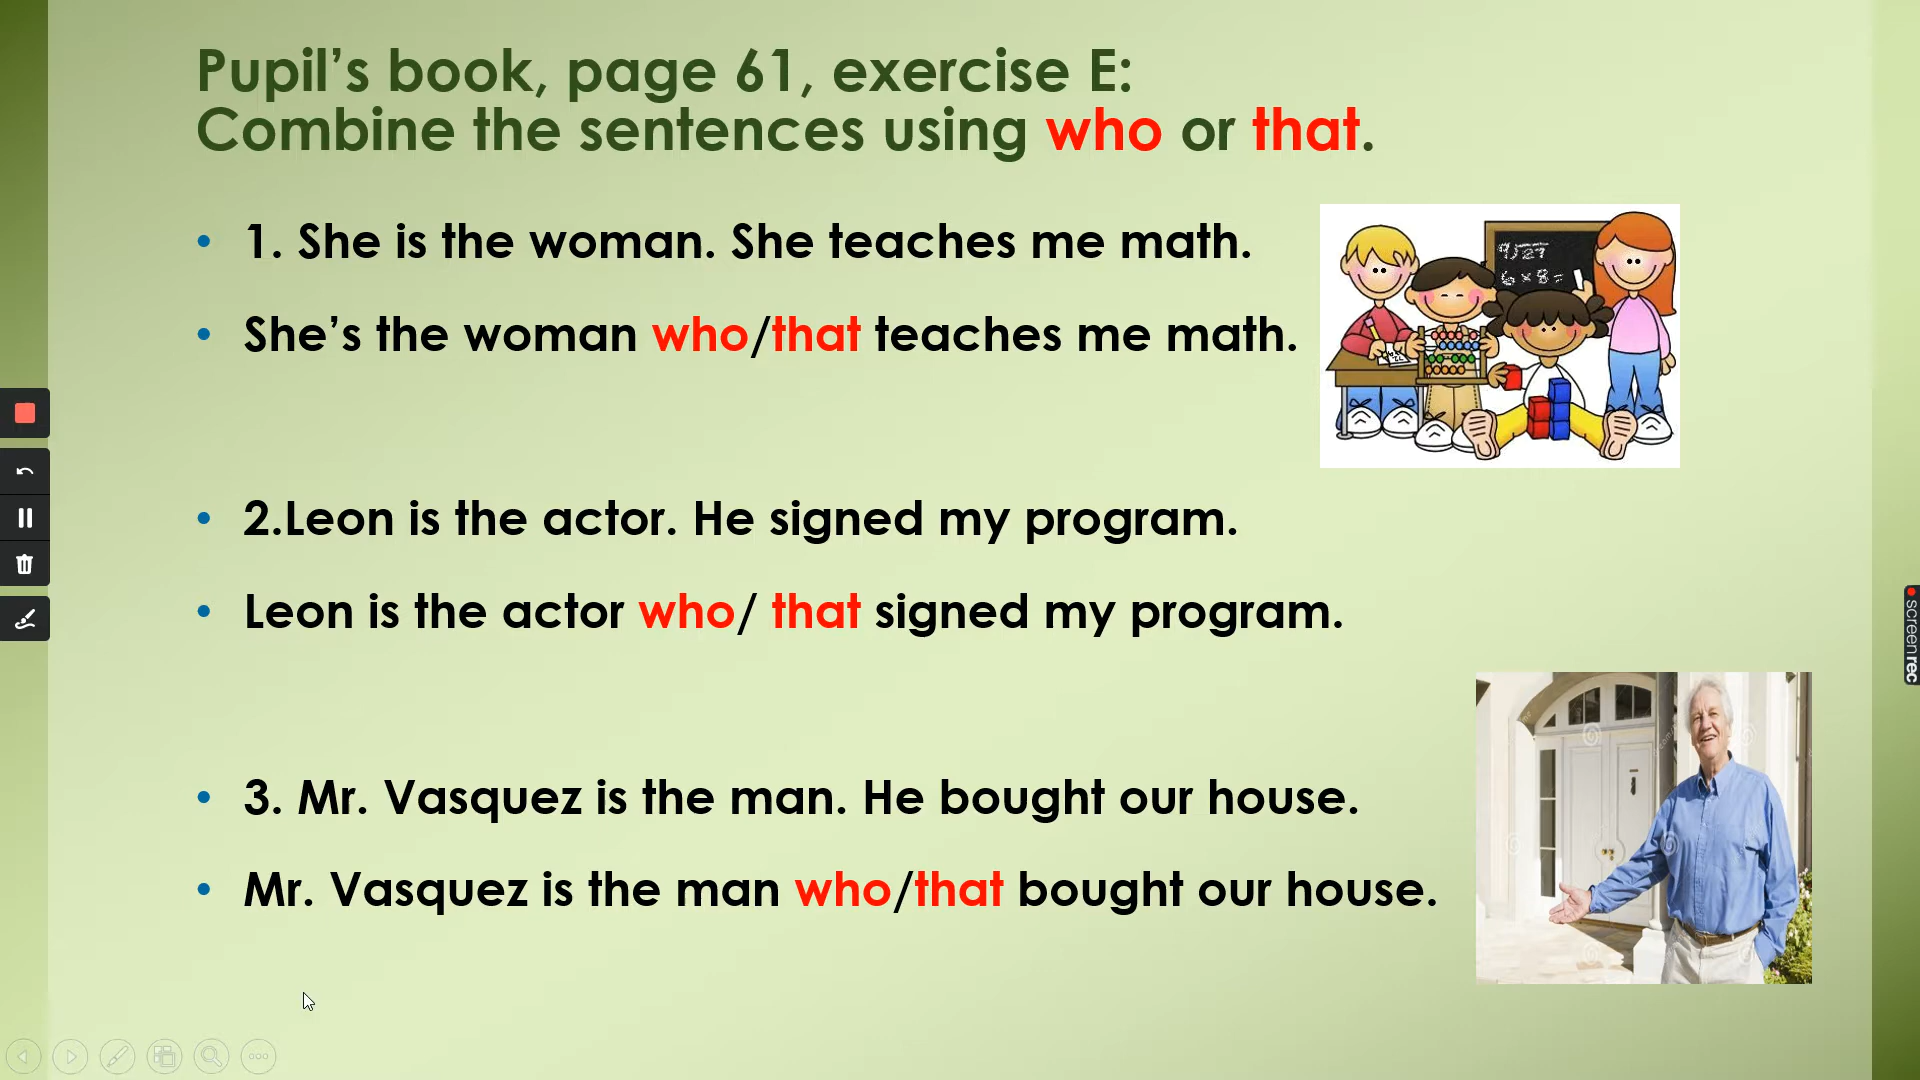 Pupil’s book, page 61, exercise E:
Combine the sentences using who or that.
• 1. She is the woman. She teaches me math.
• She’s the woman who/that teaches me math.
• 2.Leon is the actor. He signed my program.
• Leon is the actor who/ that signed my program.
• 3. Mr. Vasquez is the man. He bought our house.
• Mr. Vasquez is the man who/that bought our house.
6×8=
screenrec